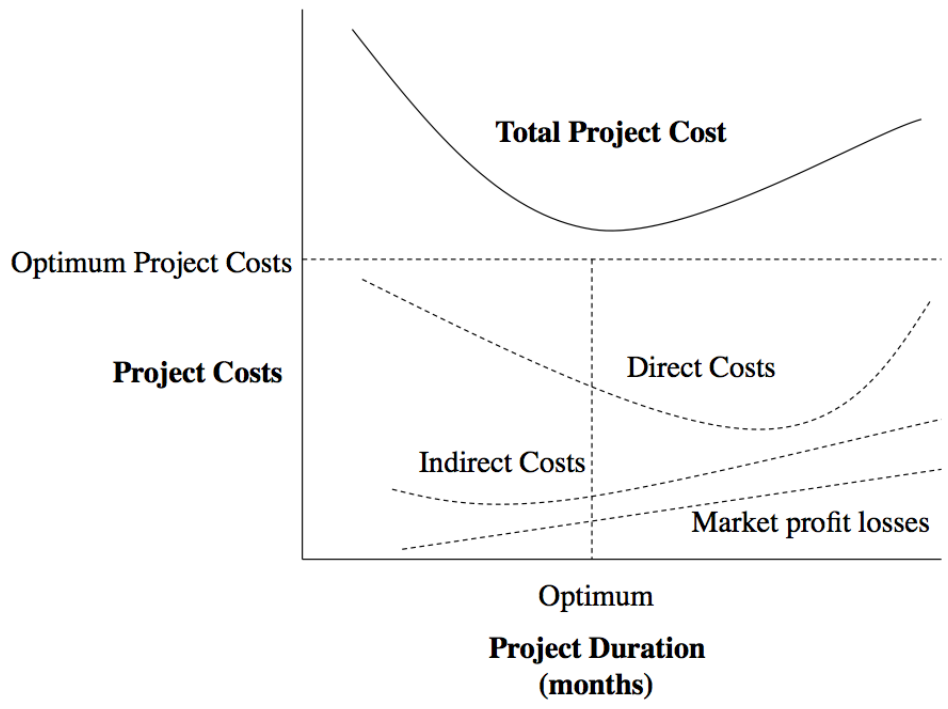 Total Project Cost
Optimum Project Costs
Project Costs
Direct Costs
Indirect Costs
Market profit losses
Optimum
Project Duration
(months)